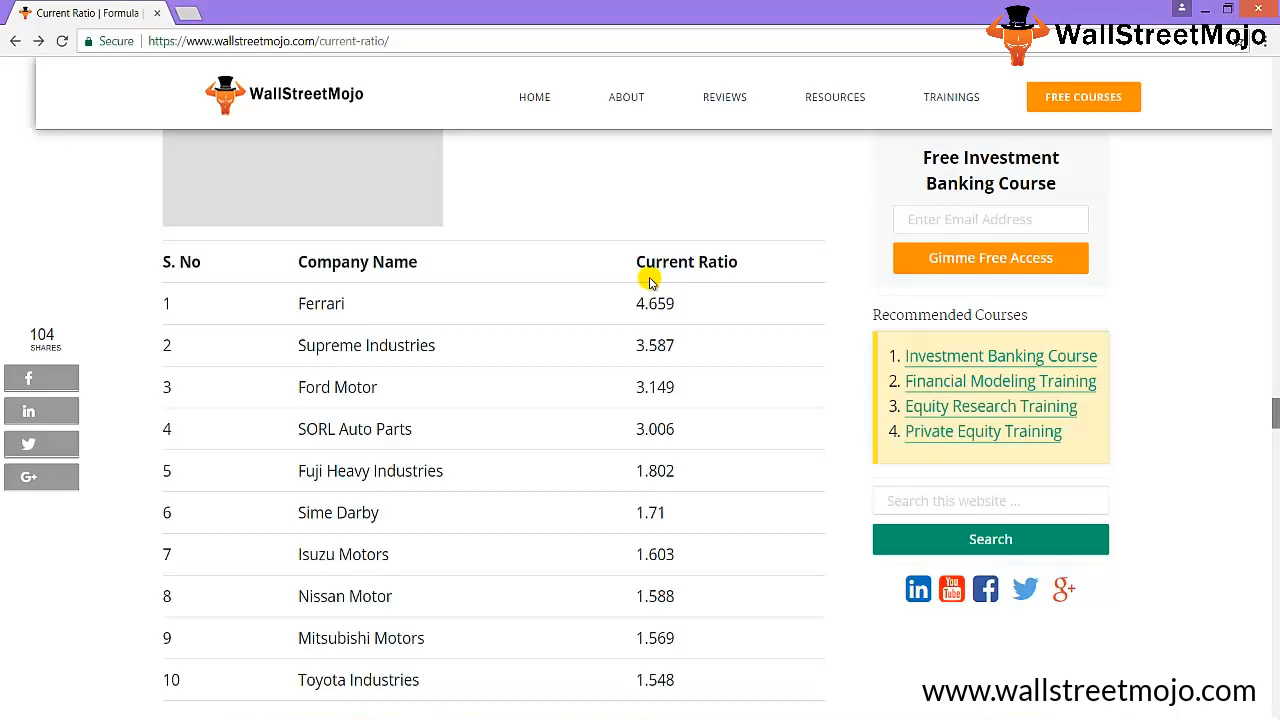 Current Ratio | Formula |
WallStreetMojo
Secure https://www.wallstreetmojo.com/current-ratio/
WallStreetMojo
HOME ABOUT REVIEWS RESOURCES TRAININGS FREE COURSES
Free Investment
Banking Course
Enter Email Address
Gimme Free Access
S. No Company Name Current Ratio
1 Ferrari 4.659
2 Supreme Industries 3.587
3 Ford Motor 3.149
4 SORL Auto Parts 3.006
5 Fuji Heavy Industries 1.802
6 Sime Darby 1.71
7 Isuzu Motors 1.603
8 Nissan Motor 1.588
9 Mitsubishi Motors 1.569
10 Toyota Industries 1.548
104
SHARES
f
in
G+
Recommended Courses
1. Investment Banking Course
2. Financial Modeling Training
3. Equity Research Training
4. Private Equity Training
Search this website ...
Search
in You Tube f g+
www.wallstreetmojo.com